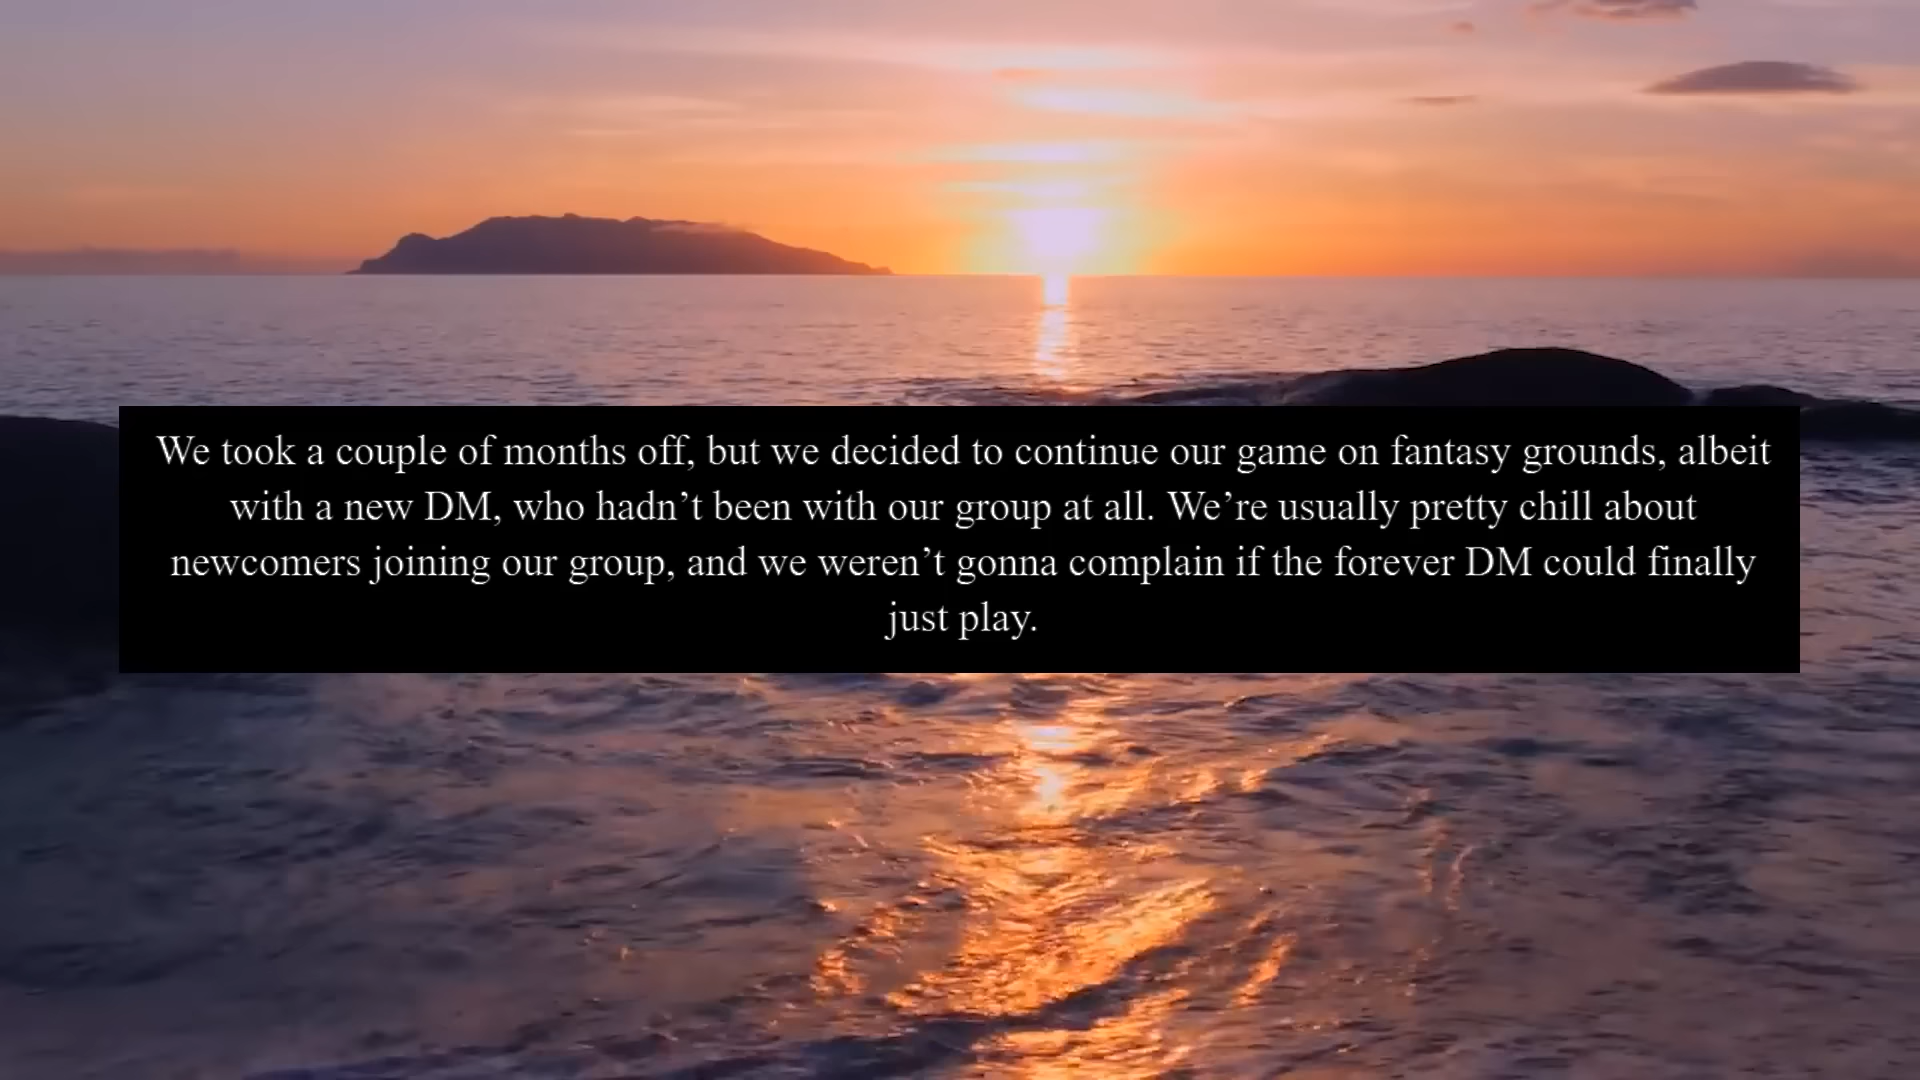 We took a couple of months off, but we decided to continue our game on fantasy grounds, albeit
with a new DM, who hadn’t been with our group at all. We’re usually pretty chill about
newcomers joining our group, and we weren’t gonna complain if the forever DM could finally
just play.